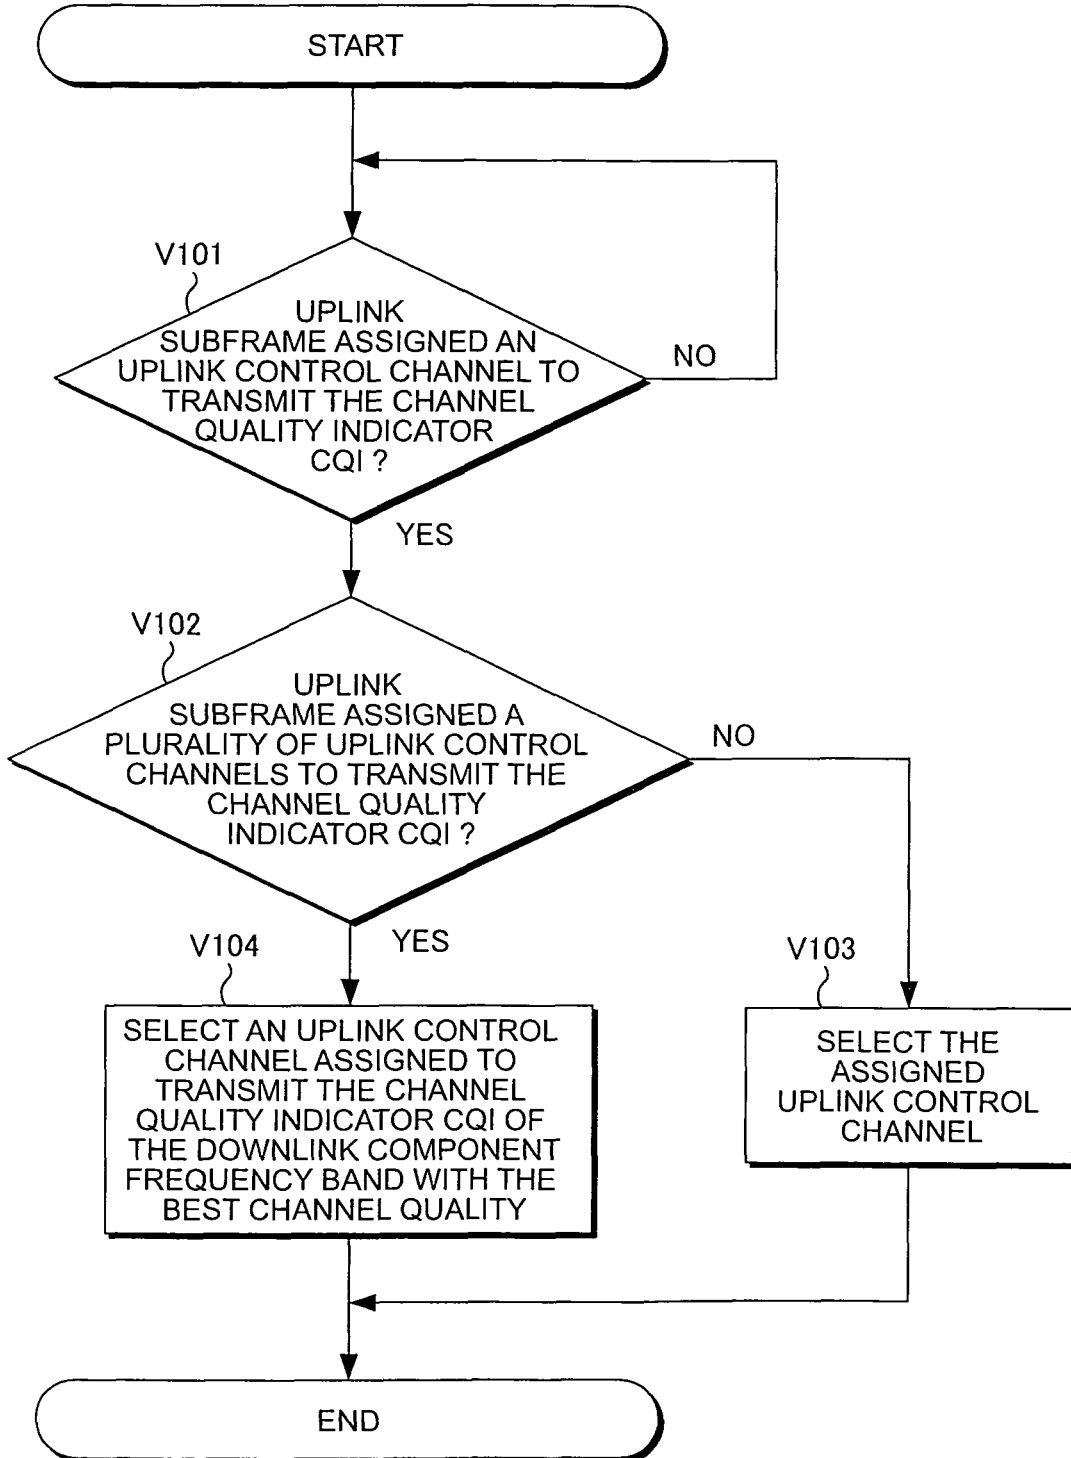 START
V101
UPLINK
SUBFRAME ASSIGNED AN
UPLINK CONTROL CHANNEL TO
TRANSMIT THE CHANNEL
QUALITY INDICATOR
CQI ?
NO
YES
V102
UPLINK
SUBFRAME ASSIGNED A
PLURALITY OF UPLINK CONTROL
CHANNELS TO TRANSMIT THE
CHANNEL QUALITY
INDICATOR CQI ?
NO
YES
V104
SELECT AN UPLINK CONTROL
CHANNEL ASSIGNED TO
TRANSMIT THE CHANNEL
QUALITY INDICATOR CQI OF
THE DOWNLINK COMPONENT
FREQUENCY BAND WITH THE
BEST CHANNEL QUALITY
V103
SELECT THE
ASSIGNED
UPLINK CONTROL
CHANNEL
END